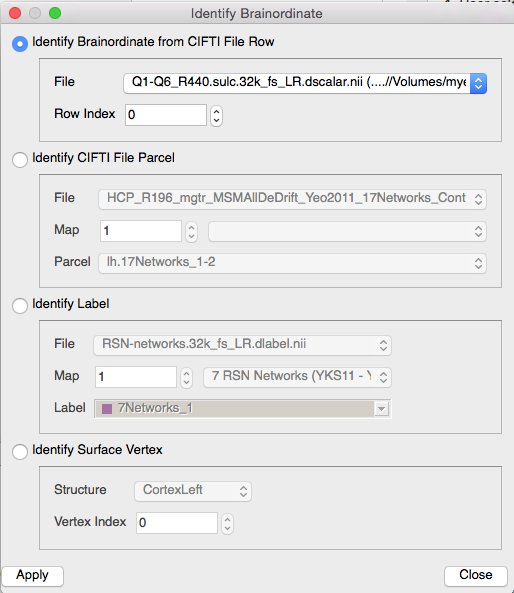 Identify Brainordinate
Identify Brainordinate from CIFTI File Row
File Q1-Q6_R440.sulc.32k_fs_LR.dscalar.nii (....//Volumes/mye
Row Index 0
Identify CIFTI File Parcel
File HCP_R196_mgtr_MSMAllDeDrift_Yeo2011_17Networks_Cont
Map 1
Parcel lh.17Networks_1-2
Identify Label
File RSN-networks.32k_fs_LR.dlabel.nii
Map 1 7 RSN Networks (YKS11 - Y
Label 7Networks_1
Identify Surface Vertex
Structure CortexLeft
Vertex Index 0
Apply Close